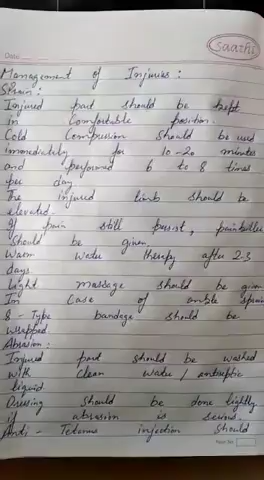 Date
Saathi
Management of Injuries :
Strain :
Injured part should be kept
in Comfortable position.
Cold Compression should be used
immediately for 10-20 minutes
and performed 6 to 8 times
per day.
The injured limb should be
elevated.
If pain still persist, painkiller
should be given
Warm water therapy after 2-3
days.
Light massage should be given
In Case of ankle sprain
8 - Type bandage should be
wrapped.
Abrasion :
Injured part should be washed
with clean water / antiseptic
liquid.
Dressing should be done lightly
if abrasion is serious.
Anti - Tetanus injection should